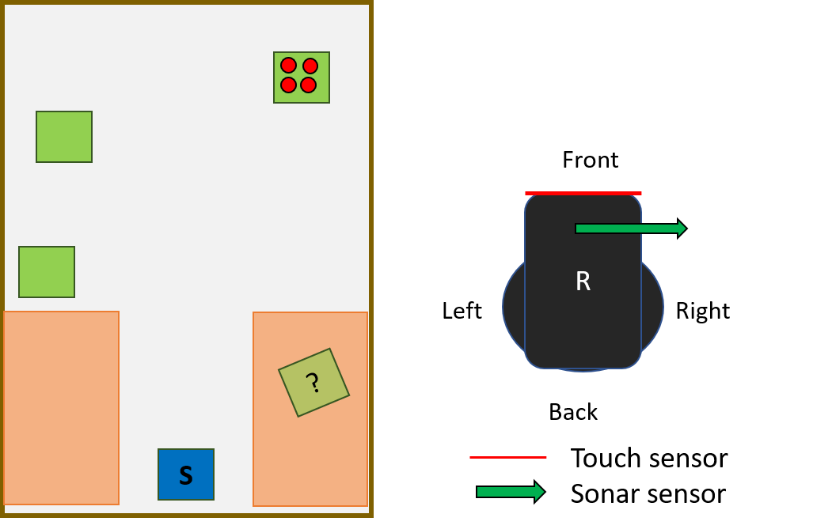 ?
S
Front
R
Left
Right
Back
Touch sensor
Sonar sensor